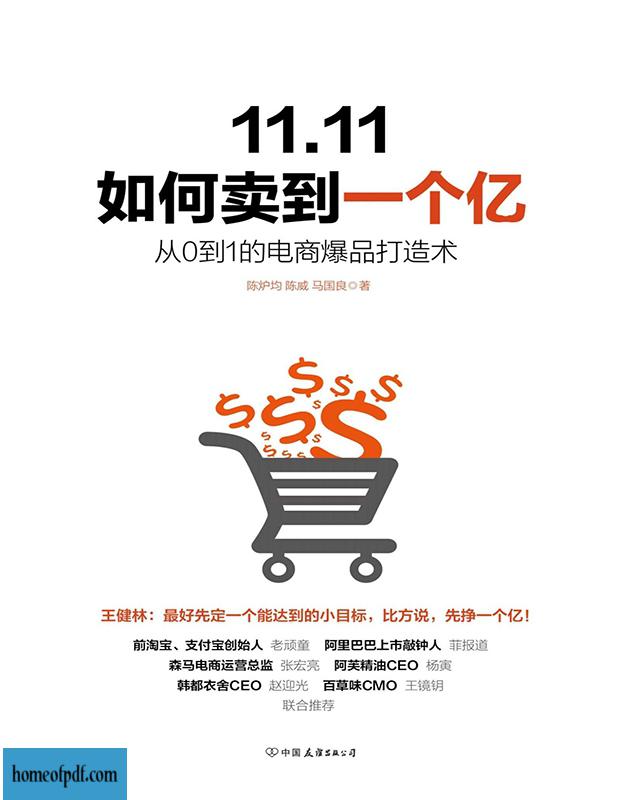 11.11
如何卖到一个亿
从0到1的电商爆品打造术
陈炉均 陈威 马国良◎著
$ $ $ $ $ $ $ $ $ $ $
王健林：最好先定一个能达到的小目标，比方说，先挣一个亿！
前淘宝、支付宝创始人 老顽童 阿里巴巴上市敲钟人 菲报道
森马电商运营总监 张宏亮 阿芙精油CEO 杨寅
韩都衣舍CEO 赵迎光 百草味CMO 王镜钥
联合推荐
中国友谊出版公司
homeofpdf.com